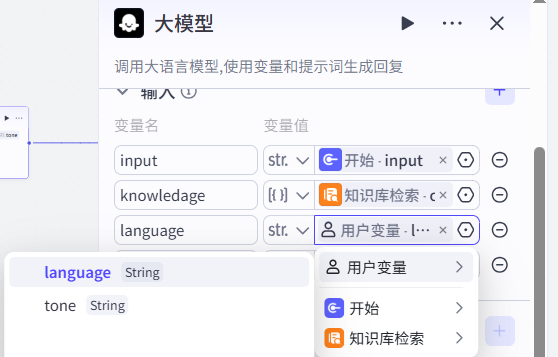 大模型
调用大语言模型,使用变量和提示词生成回复
输入
变量名 变量值
input str. 开始 · input
knowledage [[]] 知识库检索 · c
language str. 用户变量 · l···
language String
tone String
用户变量
开始
知识库检索
tone